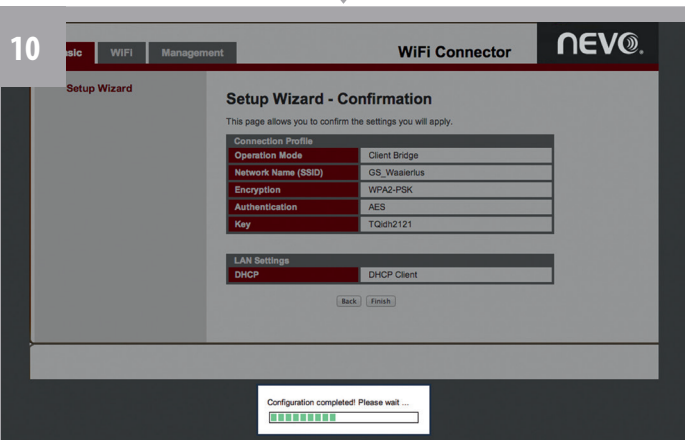 10
sic WiFi Management WiFi Connector nevo®.
Setup Wizard
Setup Wizard - Confirmation
This page allows you to confirm the settings you will apply.
Connection Profile
Operation Mode Client Bridge
Network Name (SSID) GS_Waaierlus
Encryption WPA2-PSK
Authentication AES
Key TQidh2121
LAN Settings
DHCP DHCP Client
Back Finish
Configuration completed! Please wait ...